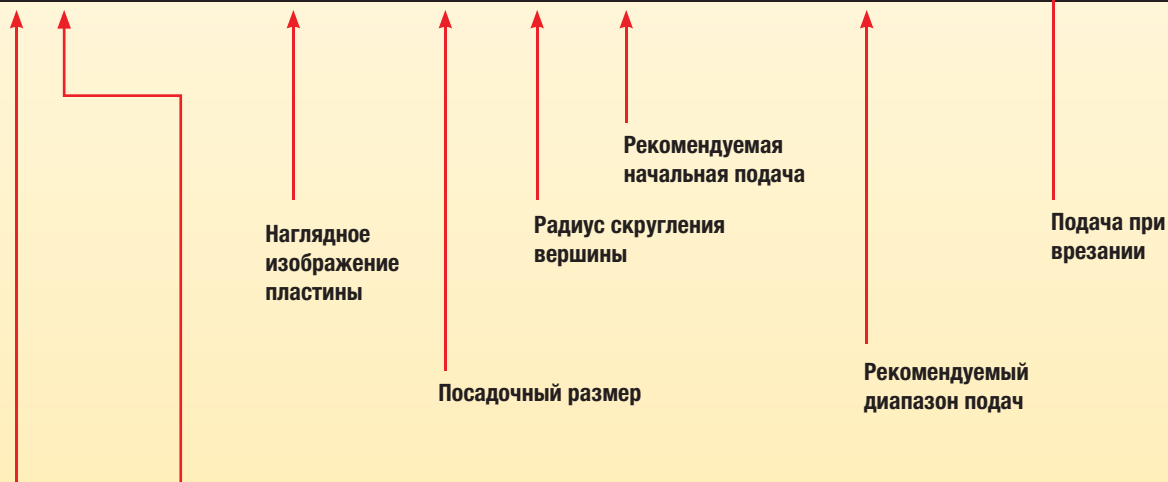 Рекомендуемая
начальная подача
Радиус скругления
вершины
Подача при
врезании
Наглядное
изображение
пластины
Рекомендуемый
диапазон подач
Посадочный размер